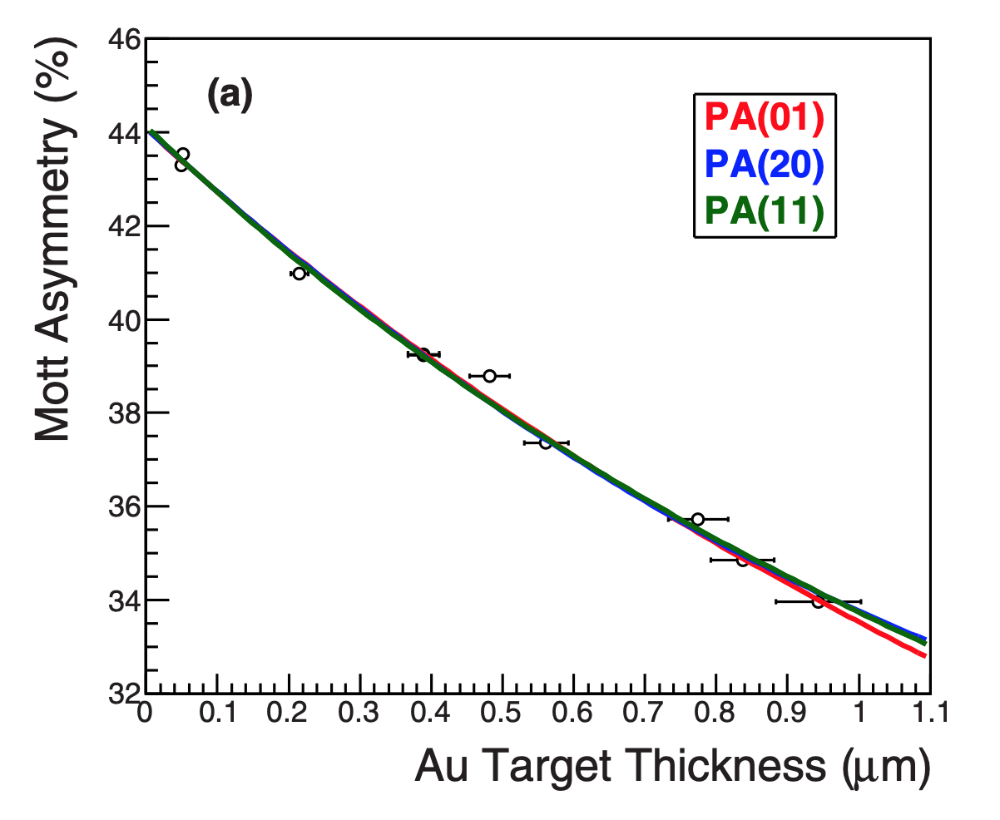 Mott Asymmetry (%)
46
44
42
40
38
36
34
32
(a)
PA(01)
PA(20)
PA(11)
0 0.1 0.2 0.3 0.4 0.5 0.6 0.7 0.8 0.9 1 1.1
Au Target Thickness (μm)